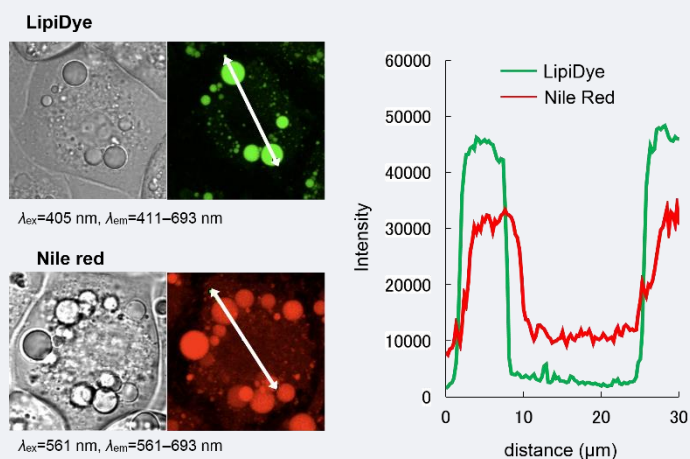 LipiDye
λex=405 nm, λem=411–693 nm
Nile red
λex=561 nm, λem=561–693 nm
LipiDye
Nile Red
Intensity
60000
50000
40000
30000
20000
10000
0
0 10 20 30
distance (μm)